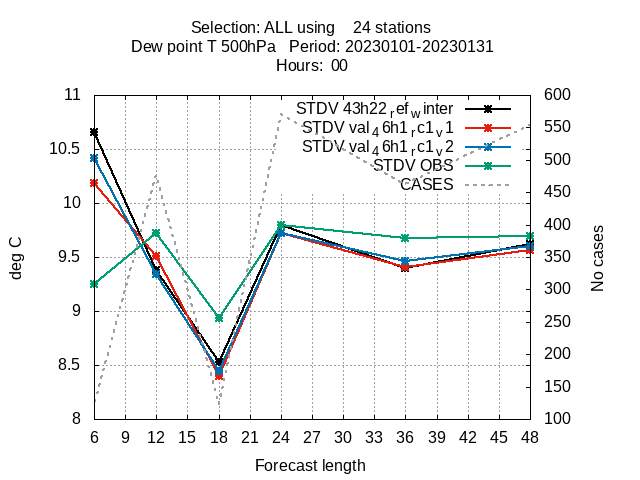 Selection: ALL using    24 stations
Dew point T 500hPa   Period: 20230101-20230131
Hours:  00
STDV 43h22refwinter
STDV val46h1rc1v1
STDV val46h1rc1v2
STDV OBS
CASES
11
10.5
10
9.5
9
8.5
8
deg C
600
550
500
450
400
350
300
250
200
150
100
No cases
6 9 12 15 18 21 24 27 30 33 36 39 42 45 48
Forecast length